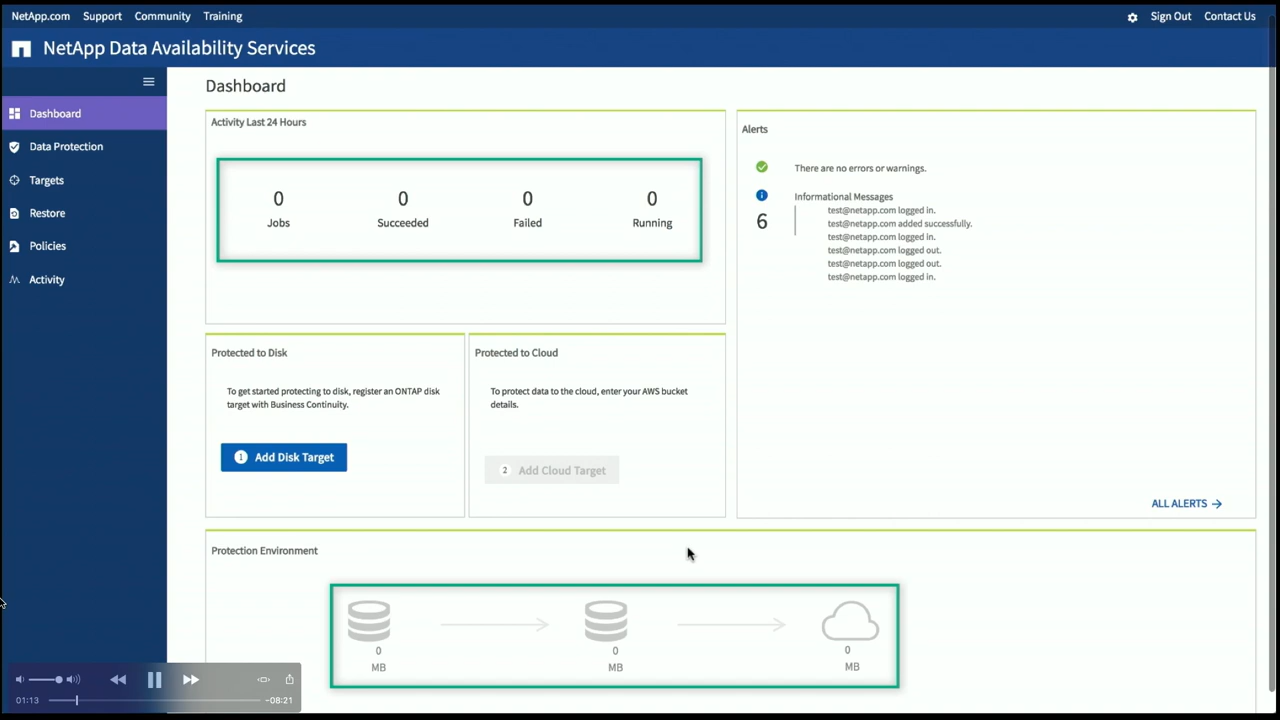 NetApp.com Support Community Training Sign Out Contact Us
NetApp Data Availability Services
Dashboard
Data Protection
Targets
Restore
Policies
Activity
Dashboard
Activity Last 24 Hours
0 0 0 0
Jobs Succeeded Failed Running
Alerts
There are no errors or warnings.
Informational Messages
6
test@netapp.com logged in.
test@netapp.com added successfully.
test@netapp.com logged in.
test@netapp.com logged out.
test@netapp.com logged out.
test@netapp.com logged in.
ALL ALERTS
Protected to Disk
To get started protecting to disk, register an ONTAP disk
target with Business Continuity.
1 Add Disk Target
Protected to Cloud
To protect data to the cloud, enter your AWS bucket
details.
2 Add Cloud Target
Protection Environment
0 0 0
MB MB MB
01:13 -08:21